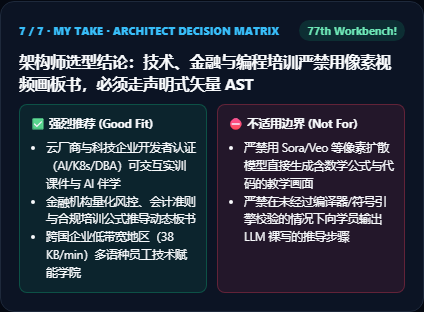 7 / 7 · MY TAKE · ARCHITECT DECISION MATRIX
77th Workbench!
架构师选型结论：技术、金融与编程培训严禁用像素视
频画板书，必须走声明式矢量 AST
✅ 强烈推荐 (Good Fit)
• 云厂商与科技企业开发者认证
（AI/K8s/DBA）可交互实训
课件与 AI 伴学
• 金融机构量化风控、会计准则
与合规培训公式推导动态板书
• 跨国企业低带宽地区（38
KB/min）多语种员工技术赋
能学院
⛔ 不适用边界 (Not For)
• 严禁用 Sora/Veo 等像素扩散
模型直接生成含数学公式与代
码的教学画面
• 严禁在未经过编译器/符号引
擎校验的情况下向学员输出
LLM 裸写的推导步骤